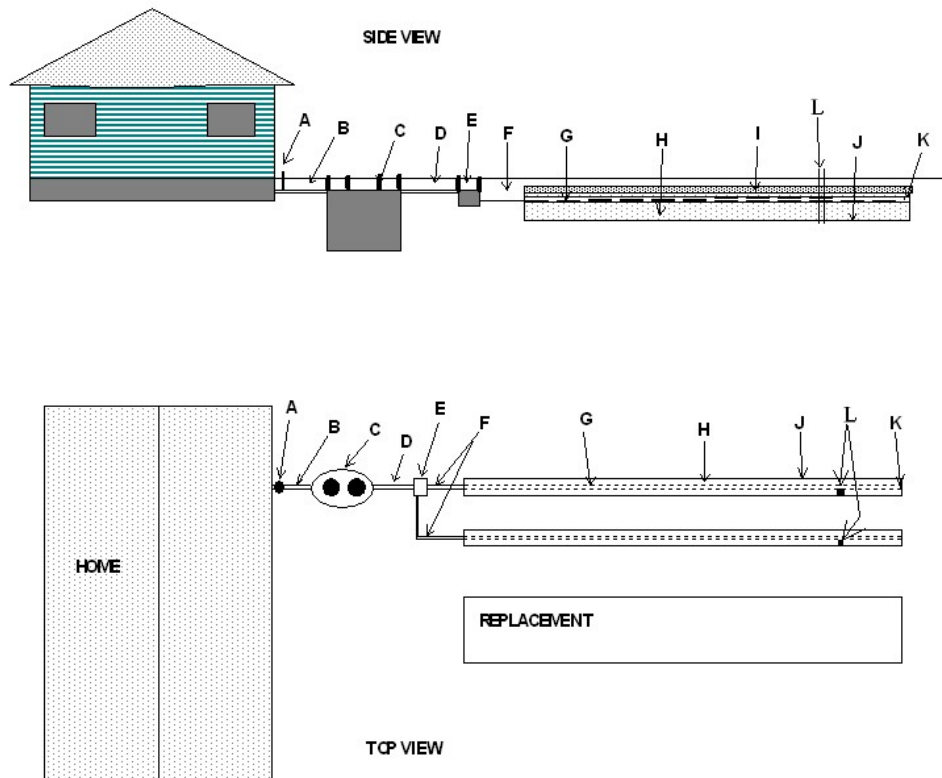 SIDE VIEW
A B C D E F G H I L J K
A B C D E F G H J L K
HOME
REPLACEMENT
TOP VIEW